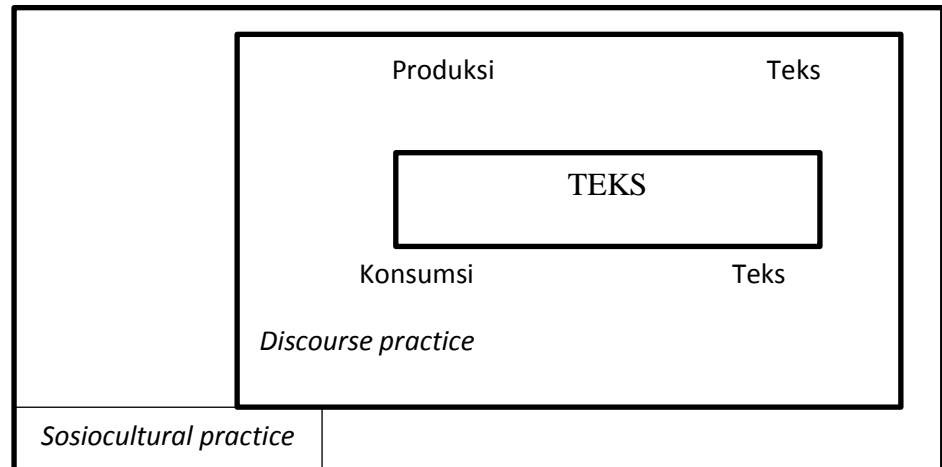 Produksi Teks
TEKS
Konsumsi Teks
Discourse practice
Sosiocultural practice